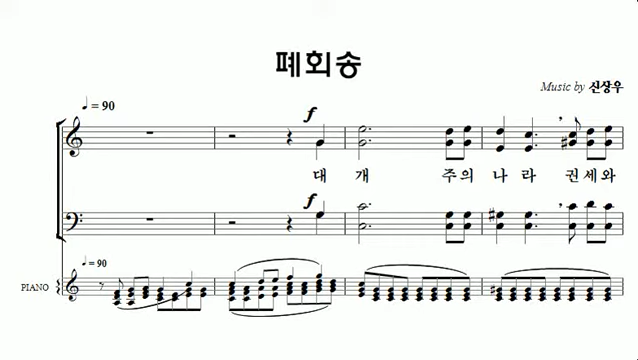 폐회송
Music by 신상우
♩ = 90
f
대 개 주의 나 라 권세와
f
♩ = 90
PIANO